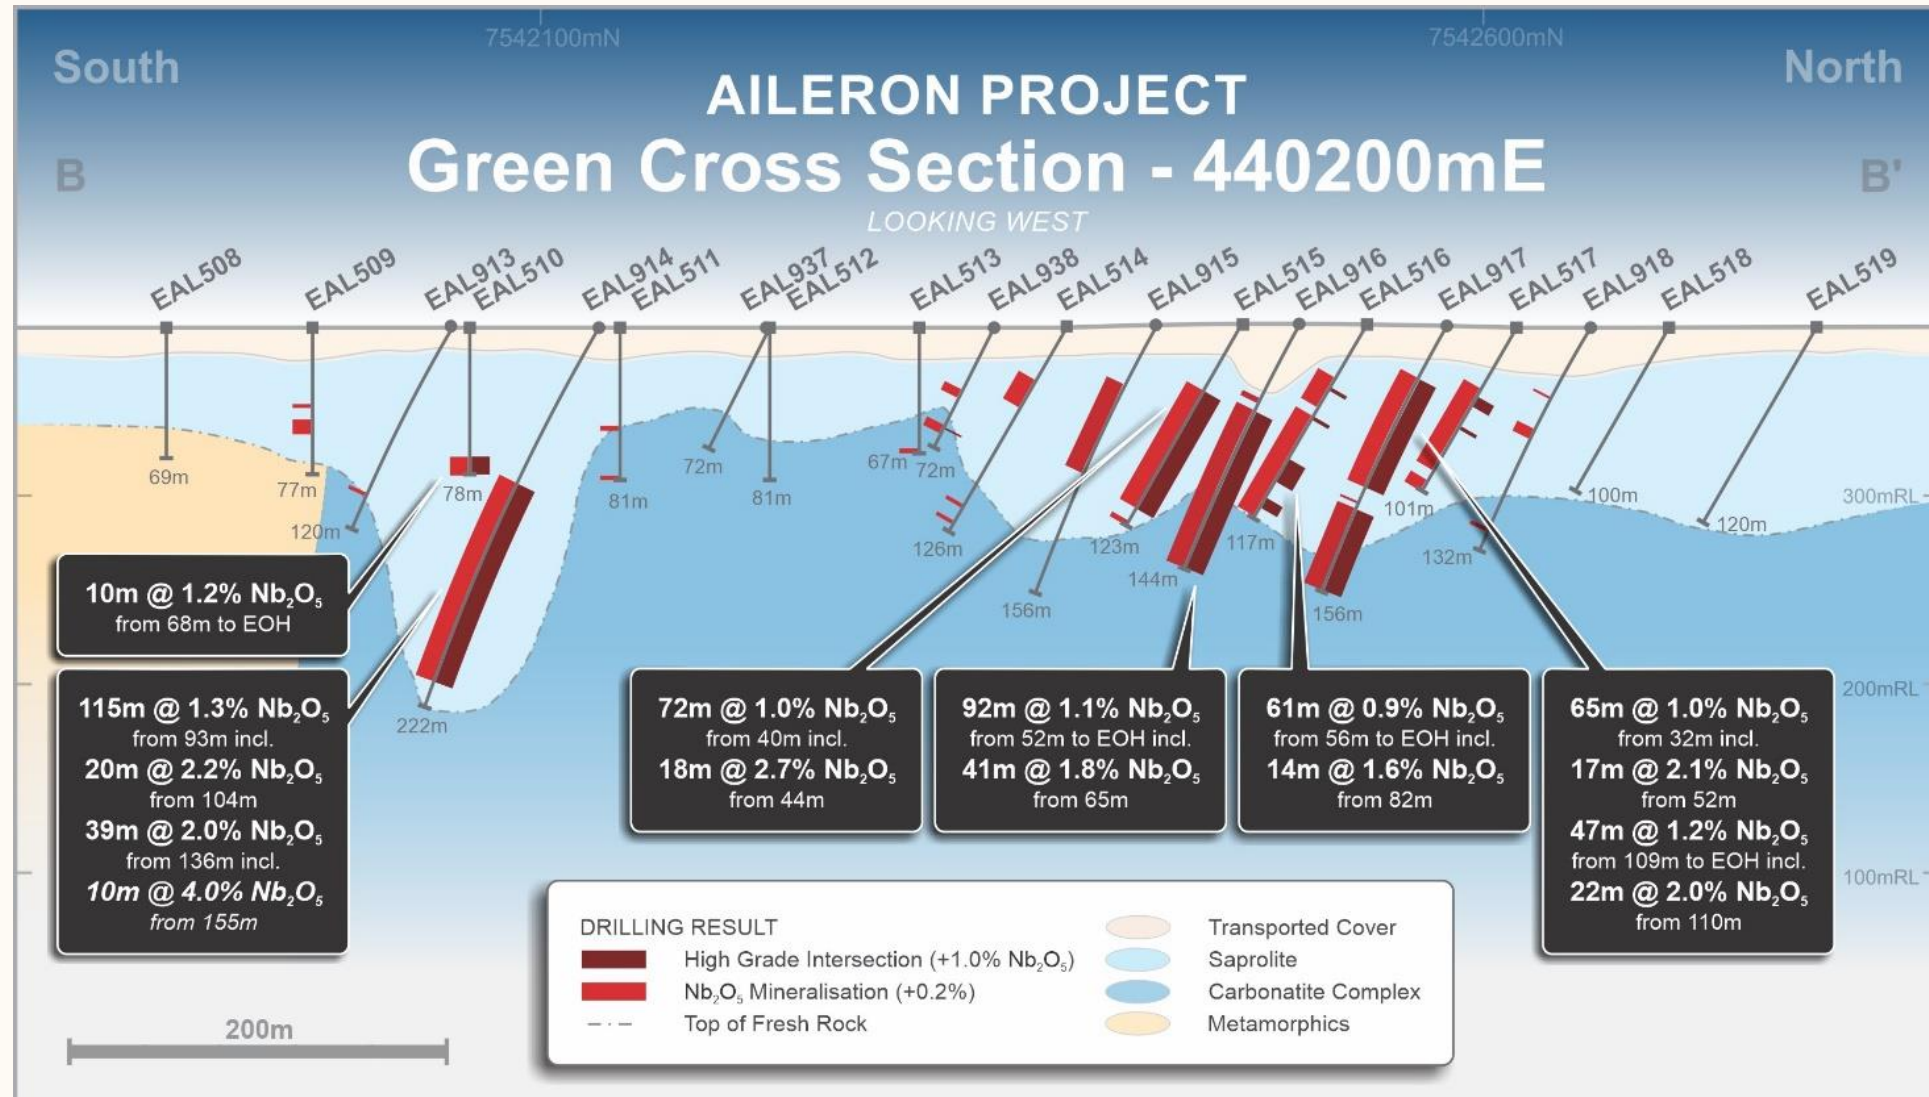 7542100mN
7542600mN
South
North
AILERON PROJECT
B
Green Cross Section - 440200mE
B'
LOOKING WEST
EAL508
EAL509
EAL913
EAL510
EAL914
EAL511
EAL937
EAL512
EAL513
EAL938
EAL514
EAL915
EAL515
EAL916
EAL516
EAL917
EAL517
EAL918
EAL518
EAL519
69m
77m
120m
78m
222m
81m
72m
81m
67m
72m
126m
156m
123m
144m
117m
156m
101m
132m
100m
120m
300mRL
200mRL
100mRL
10m @ 1.2% Nb₂O₅
from 68m to EOH
115m @ 1.3% Nb₂O₅
from 93m incl.
20m @ 2.2% Nb₂O₅
from 104m
39m @ 2.0% Nb₂O₅
from 136m incl.
10m @ 4.0% Nb₂O₅
from 155m
72m @ 1.0% Nb₂O₅
from 40m incl.
18m @ 2.7% Nb₂O₅
from 44m
92m @ 1.1% Nb₂O₅
from 52m to EOH incl.
41m @ 1.8% Nb₂O₅
from 65m
61m @ 0.9% Nb₂O₅
from 56m to EOH incl.
14m @ 1.6% Nb₂O₅
from 82m
65m @ 1.0% Nb₂O₅
from 32m incl.
17m @ 2.1% Nb₂O₅
from 52m
47m @ 1.2% Nb₂O₅
from 109m to EOH incl.
22m @ 2.0% Nb₂O₅
from 110m
DRILLING RESULT
High Grade Intersection (+1.0% Nb₂O₅)
Nb₂O₅ Mineralisation (+0.2%)
Top of Fresh Rock
Transported Cover
Saprolite
Carbonatite Complex
Metamorphics
200m